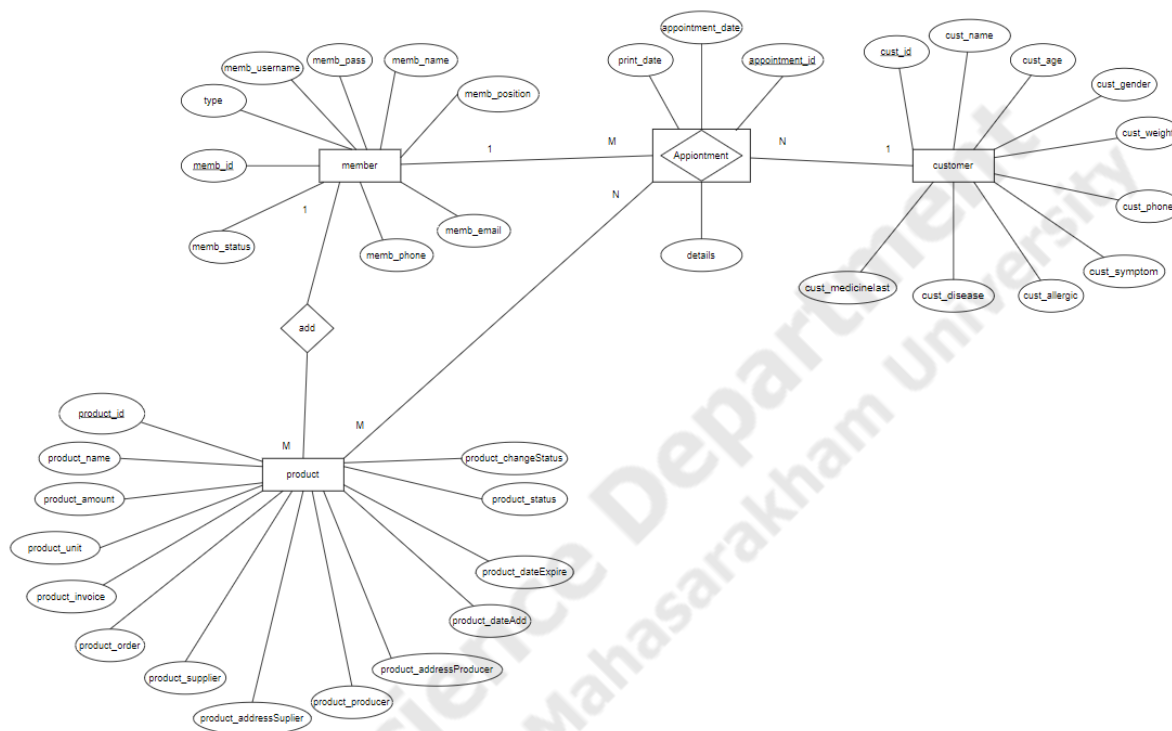 appointment_date
cust_name
memb_pass
memb_name
cust_id
print_date
appointment_id
cust_age
memb_username
cust_gender
type
memb_position
cust_weight
1
M
N
1
memb_id
member
Appiontment
customer
N
cust_phone
1
memb_email
memb_status
memb_phone
details
cust_symptom
cust_medicinelast
cust_disease
cust_allergic
add
product_id
M
M
product_name
product_changeStatus
product
product_amount
product_status
product_unit
product_dateExpire
product_invoice
product_dateAdd
product_order
product_addressProducer
product_supplier
product_producer
product_addressSuplier
ience Department
Mahasarakham University